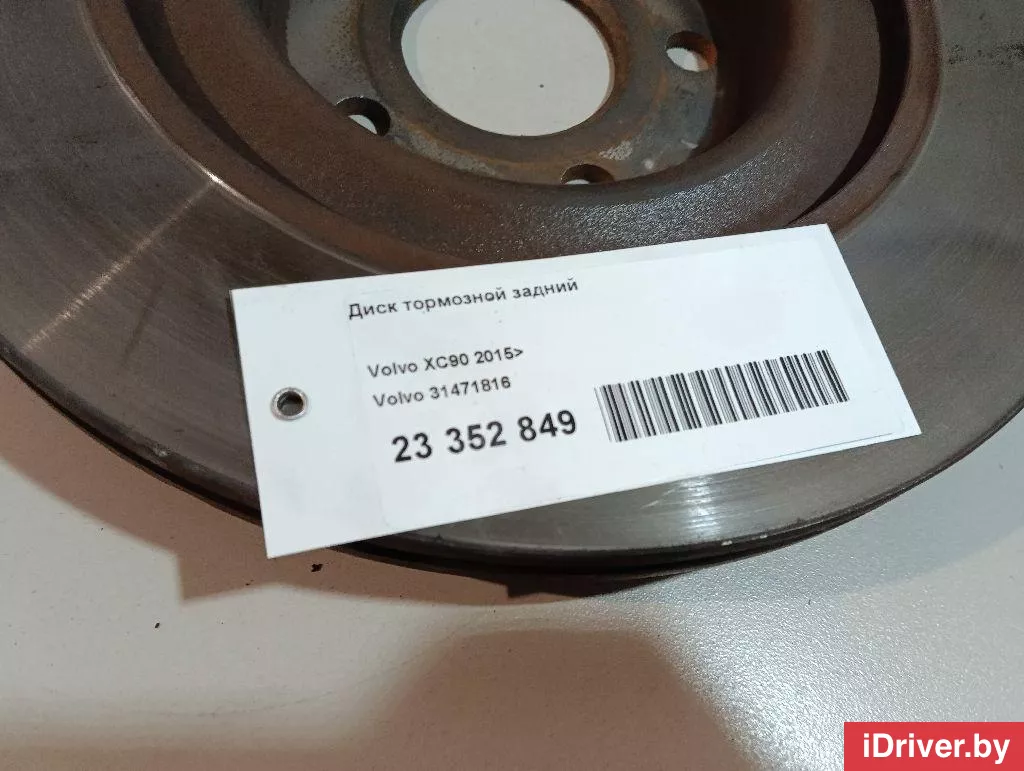 Диск тормозной задний
Volvo XC90 2015>
Volvo 31471816
23 352 849
iDriver.by